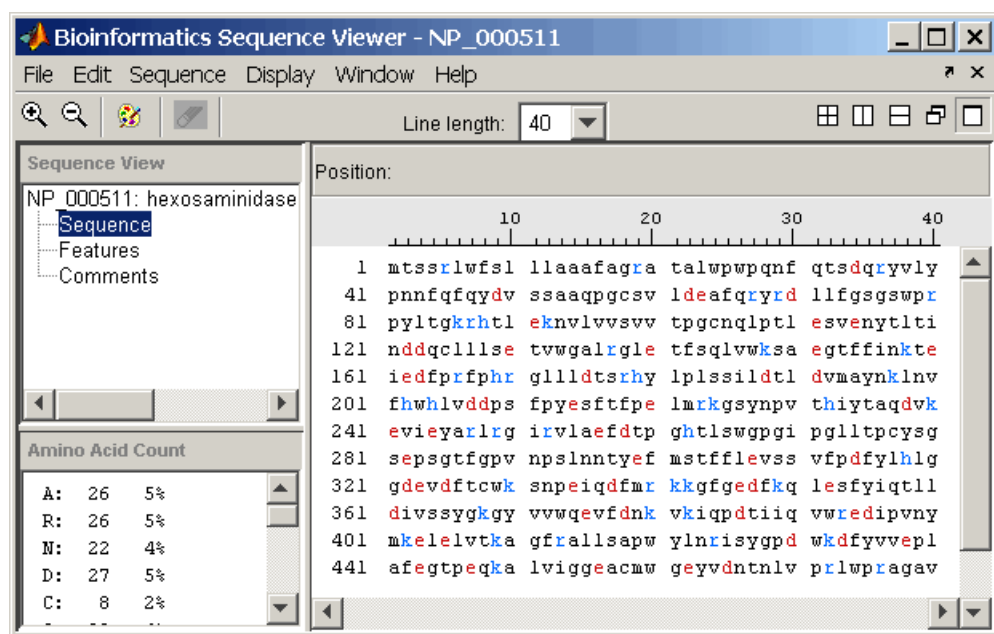 Bioinformatics Sequence Viewer - NP_000511
File Edit Sequence Display Window Help
Line length: 40
Sequence View
NP_000511: hexosaminidase
Sequence
Features
Comments
Amino Acid Count
A: 26 5%
R: 26 5%
N: 22 4%
D: 27 5%
C: 8 2%
Position:
10 20 30 40
1 mtssrlwfsl llaaafagra talwpwpqnf qtsdqryvly
41 pnnfqfqydv ssaaqpgcsv ldeafqryrd llfgsgswpr
81 pyltgkrhtl eknvlvvsvv tpgcnqlptl esvenytlti
121 nddqclllse tvwgalrgle tfsqlvwksa egtffinkte
161 iedfprfphr gllldtsrhy lplssildtl dvmaynklnv
201 fhwhlvddps fpyesftfpe lmrkgsynpv thiytaqdvk
241 evieyarlrg irvlaefdtp ghtlswgpgi pglltpcysg
281 sepsgtfgpv npslnntyef mstfflevss vfpdfylhlg
321 gdevdftcwk snpeiqdfmr kkgfgedfkq lesfyiqtll
361 divssygkgy vvwqevfdnk vkiqpdtiiq vwredipvny
401 mkelelvtka gfrallsapw ylnrisygpd wkdfyvvepl
441 afegtpeqka lviggeacmw geyvdntnlv prlwpragav